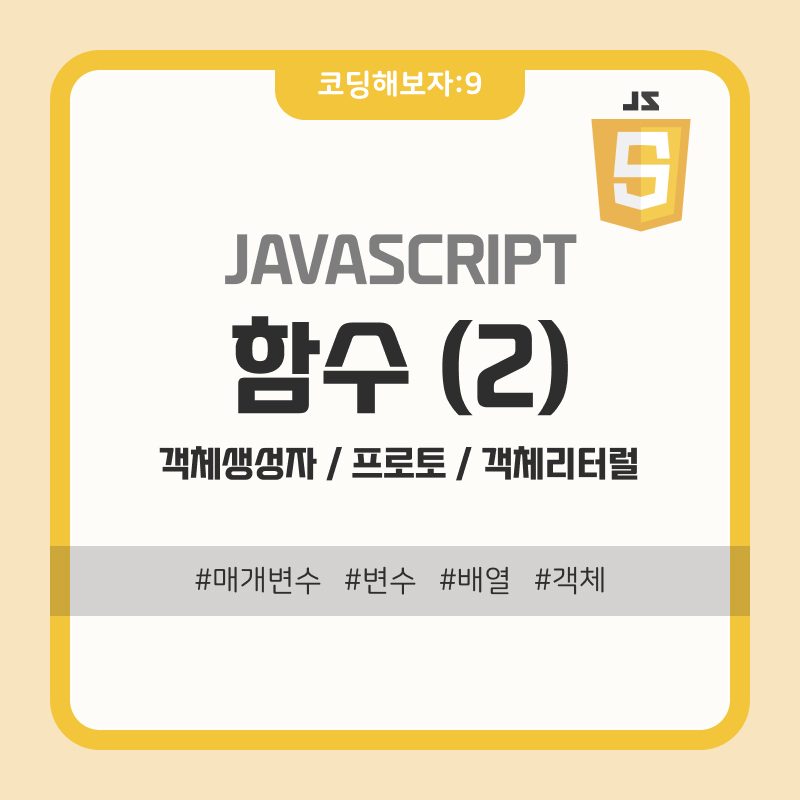 코딩해보자:9
JS
5
JAVASCRIPT
함수 (2)
객체생성자 / 프로토 / 객체리터럴
#매개변수 #변수 #배열 #객체